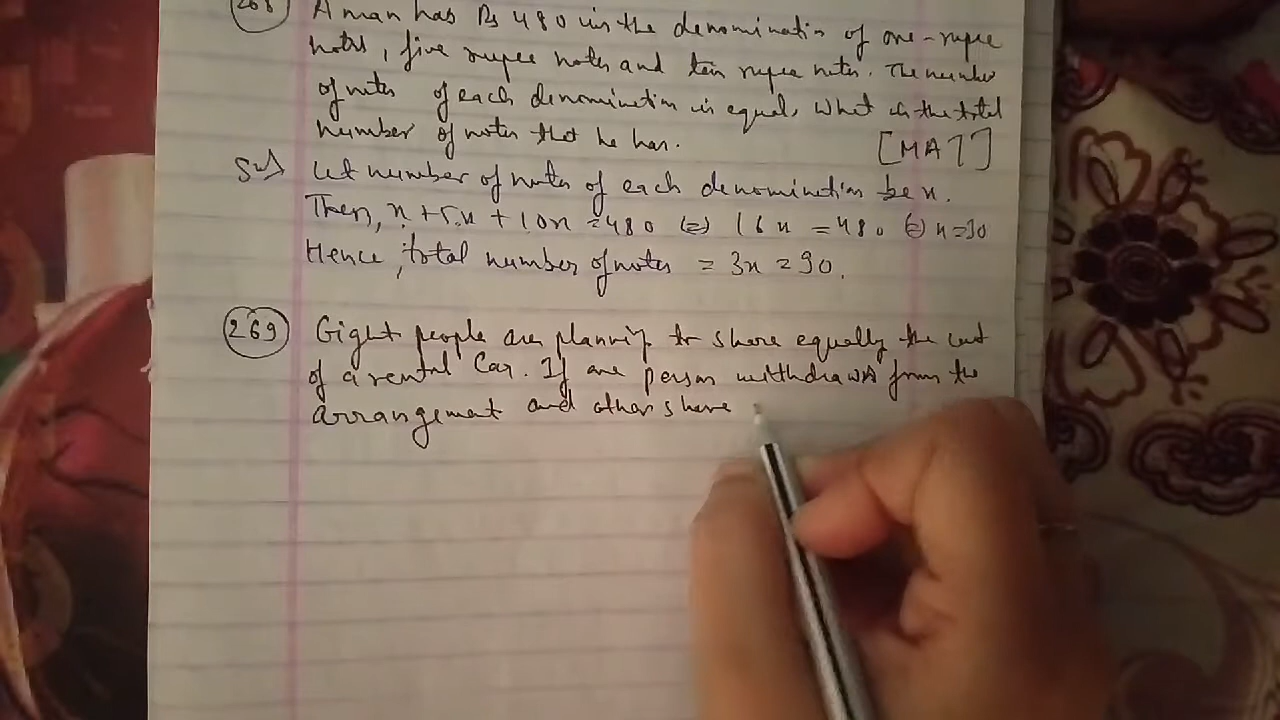 268 A man has Rs 480 in the denomination of one-rupee
notes, five rupee notes and ten rupee notes. The number
of notes of each denomination is equal, what is the total
number of notes that he has. [MAT]
Sol Let number of notes of each denomination be x.
Then, x + 5x + 10x = 480 (=) 16x = 480 (=) x = 30
Hence, total number of notes = 3x = 90.
269 Eight people are planning to share equally the cost
of a rental Car. If one person withdraws from the
arrangement and other share